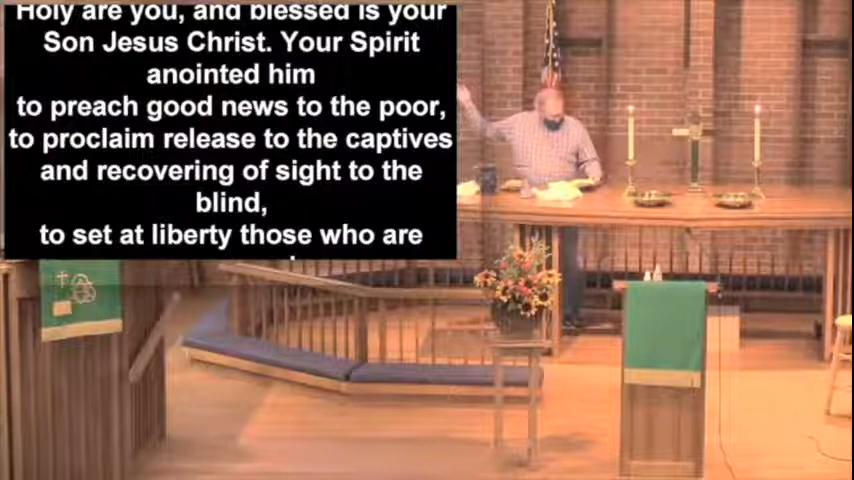 Holy are you, and blessed is your
Son Jesus Christ. Your Spirit
anointed him
to preach good news to the poor,
to proclaim release to the captives
and recovering of sight to the
blind,
to set at liberty those who are